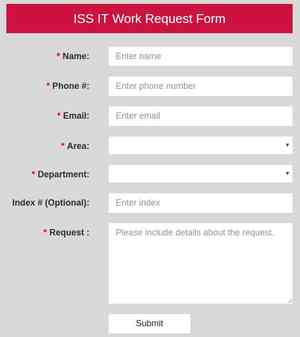 ISS IT Work Request Form
* Name: Enter name
* Phone #: Enter phone number
* Email: Enter email
* Area:
* Department:
Index # (Optional): Enter index
* Request : Please include details about the request.
Submit